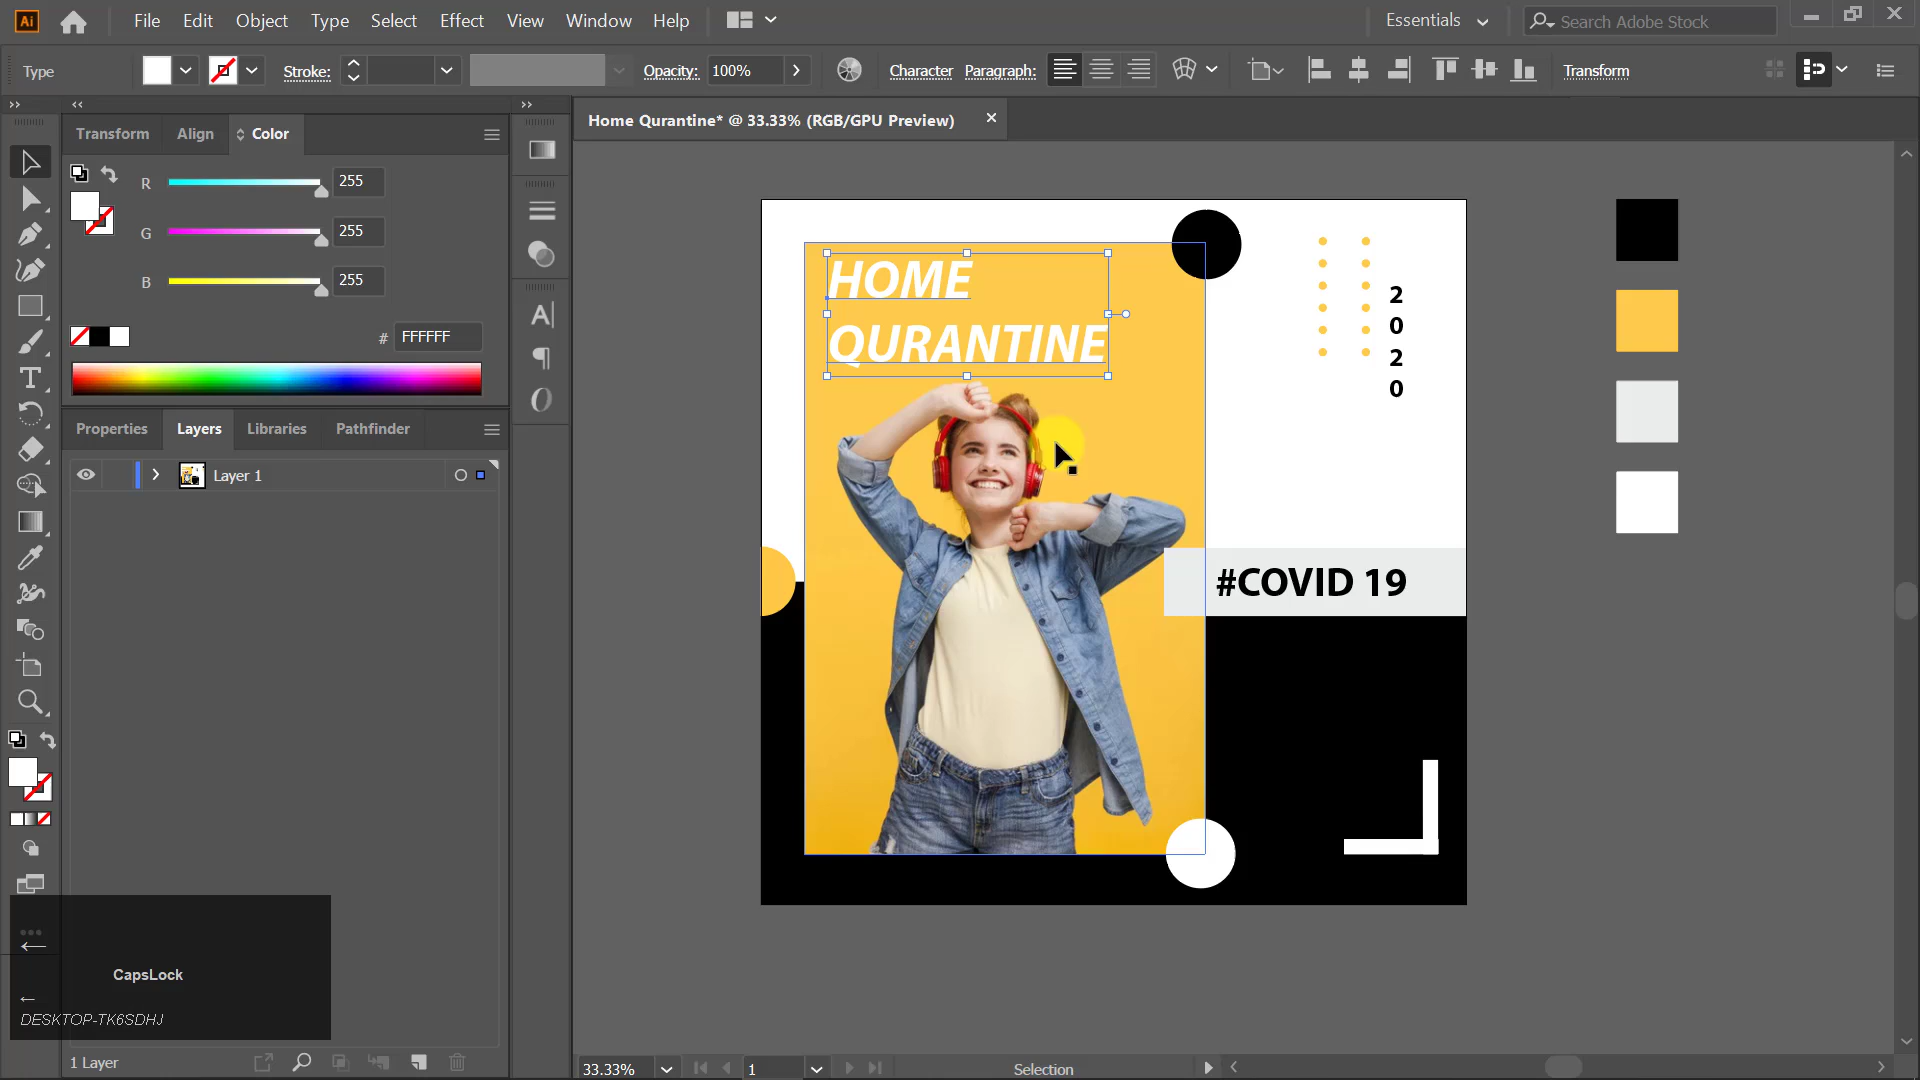 Ai File Edit Object Type Select Effect View Window Help Essentials Search Adobe Stock
Type Stroke: Opacity: 100% Character Paragraph: Transform
Transform Align Color
Home Qurantine* @ 33.33% (RGB/GPU Preview)
R 255
G 255
B 255
# FFFFFF
Properties Layers Libraries Pathfinder
Layer 1
HOME
QURANTINE
2
0
2
0
#COVID 19
CapsLock
DESKTOP-TK6SDHJ
1 Layer
33.33% 1 Selection